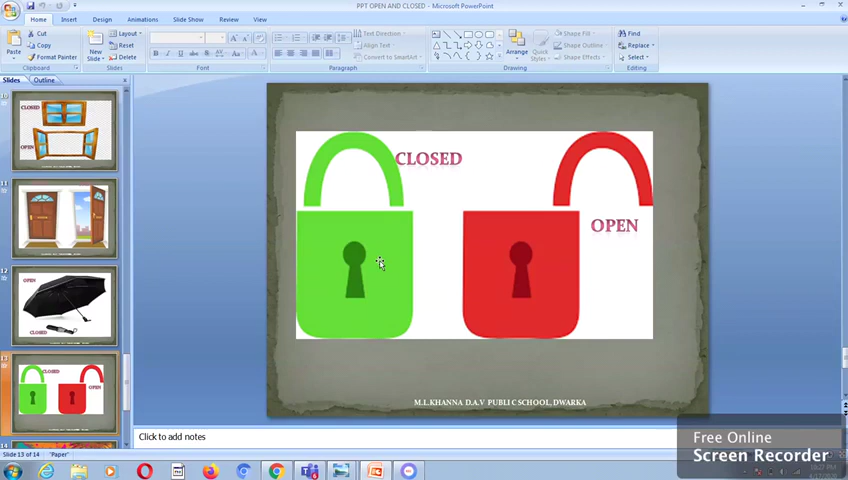 PPT OPEN AND CLOSED - Microsoft PowerPoint
Home Insert Design Animations Slide Show Review View
Paste
Cut
Copy
Format Painter
Clipboard
New Slide
Layout
Reset
Delete
Slides
Font
Paragraph
Text Direction
Align Text
Convert to SmartArt
Arrange
Quick Styles
Shape Fill
Shape Outline
Shape Effects
Drawing
Find
Replace
Select
Editing
Slides Outline
10
CLOSED
OPEN
11
12
OPEN
CLOSED
13
CLOSED
OPEN
CLOSED
OPEN
M.L.KHANNA D.A.V PUBLIC SCHOOL, DWARKA
Click to add notes
Slide 13 of 14 "Paper"
Free Online
Screen Recorder